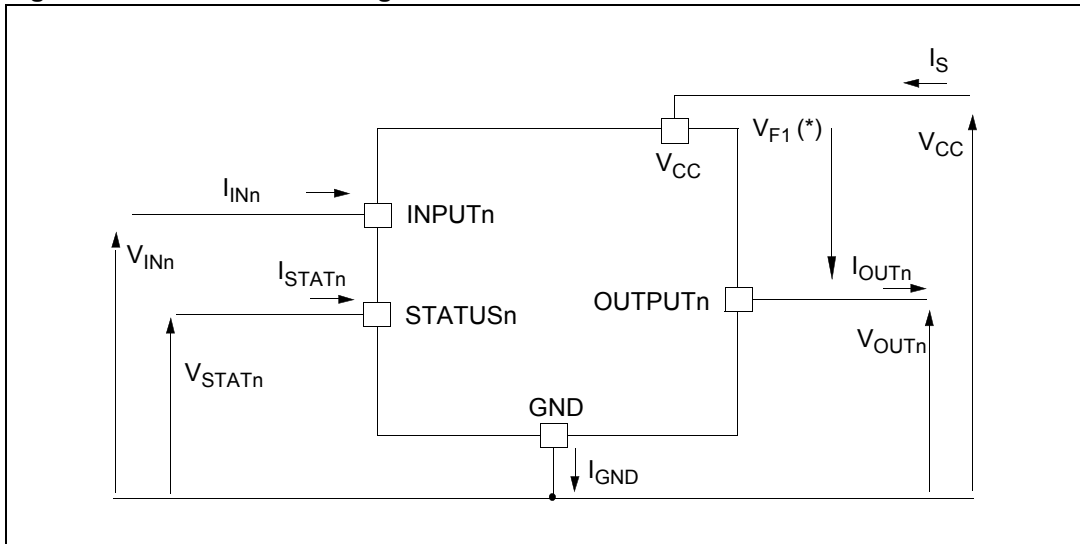 I_S
V_F1 (*)
V_CC
V_CC
I_INn
INPUTn
V_INn
I_STATn
I_OUTn
STATUSn
OUTPUTn
V_STATn
V_OUTn
GND
I_GND